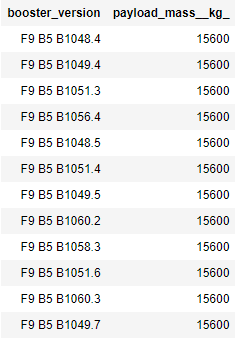 booster_version payload_mass__kg_
F9 B5 B1048.4 15600
F9 B5 B1049.4 15600
F9 B5 B1051.3 15600
F9 B5 B1056.4 15600
F9 B5 B1048.5 15600
F9 B5 B1051.4 15600
F9 B5 B1049.5 15600
F9 B5 B1060.2 15600
F9 B5 B1058.3 15600
F9 B5 B1051.6 15600
F9 B5 B1060.3 15600
F9 B5 B1049.7 15600